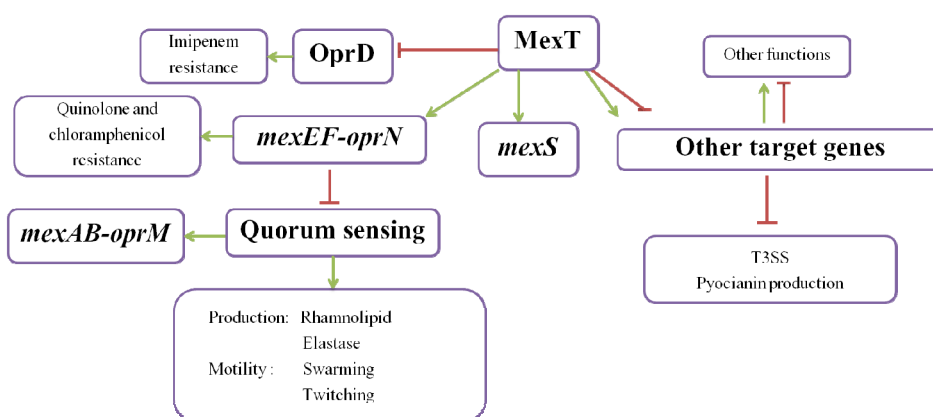 Imipenem
resistance
OprD
MexT
Other functions
Quinolone and
chloramphenicol
resistance
mexEF-oprN
mexS
Other target genes
mexAB-oprM
Quorum sensing
T3SS
Pyocianin production
Production: Rhamnolipid
Elastase
Motility : Swarming
Twitching